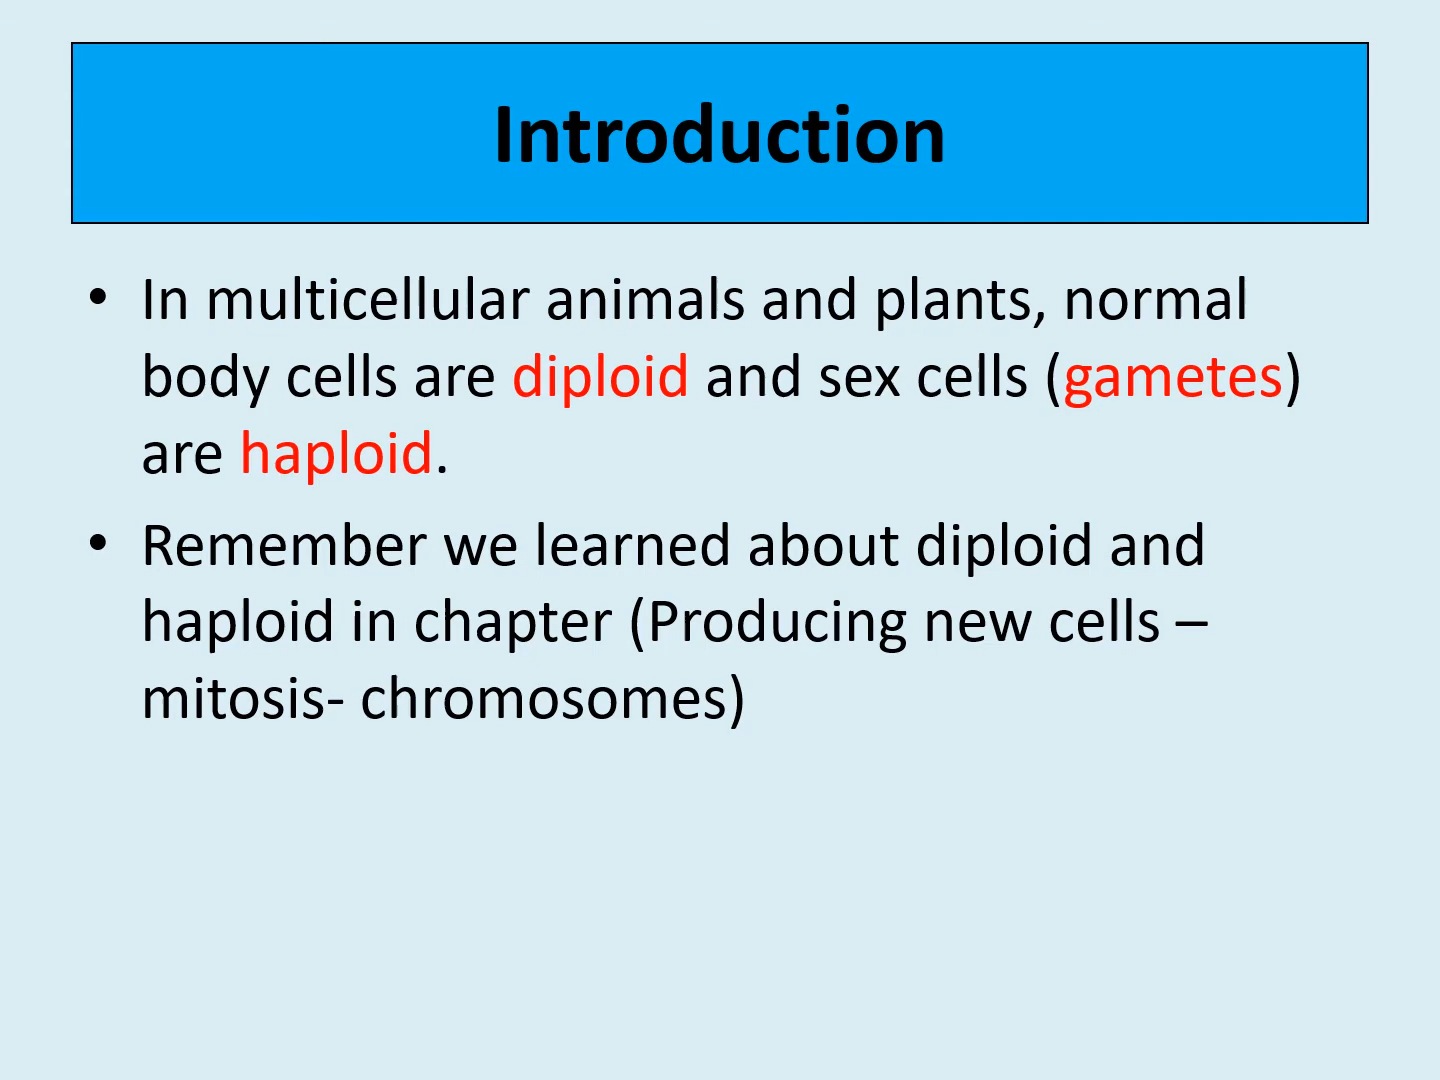 Introduction
• In multicellular animals and plants, normal
body cells are diploid and sex cells (gametes)
are haploid.
• Remember we learned about diploid and
haploid in chapter (Producing new cells –
mitosis- chromosomes)